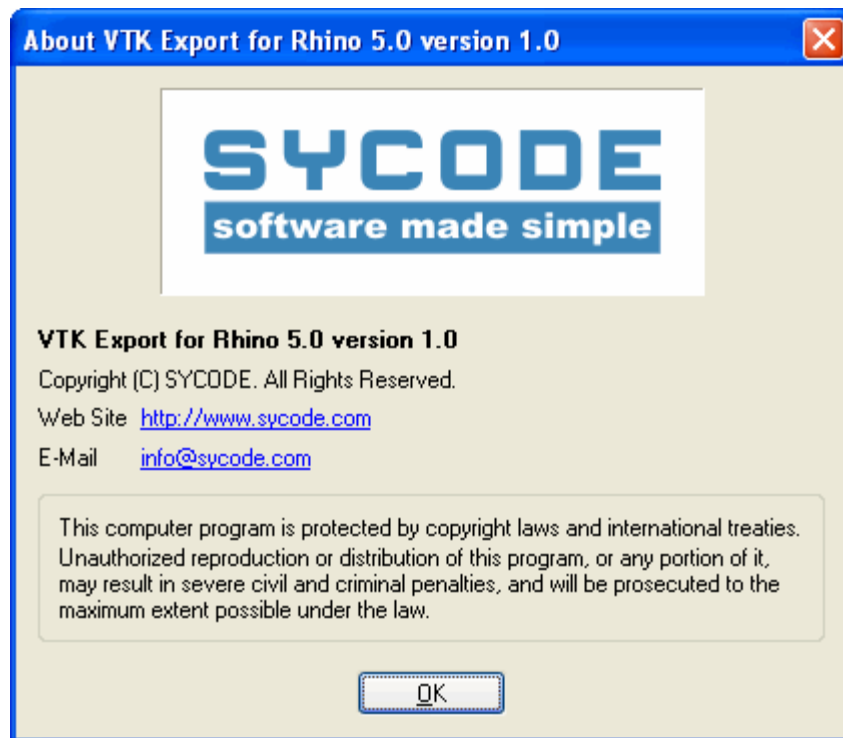 About VTK Export for Rhino 5.0 version 1.0
SYCODE
software made simple
VTK Export for Rhino 5.0 version 1.0
Copyright (C) SYCODE. All Rights Reserved.
Web Site http://www.sycode.com
E-Mail info@sycode.com
This computer program is protected by copyright laws and international treaties.
Unauthorized reproduction or distribution of this program, or any portion of it,
may result in severe civil and criminal penalties, and will be prosecuted to the
maximum extent possible under the law.
OK